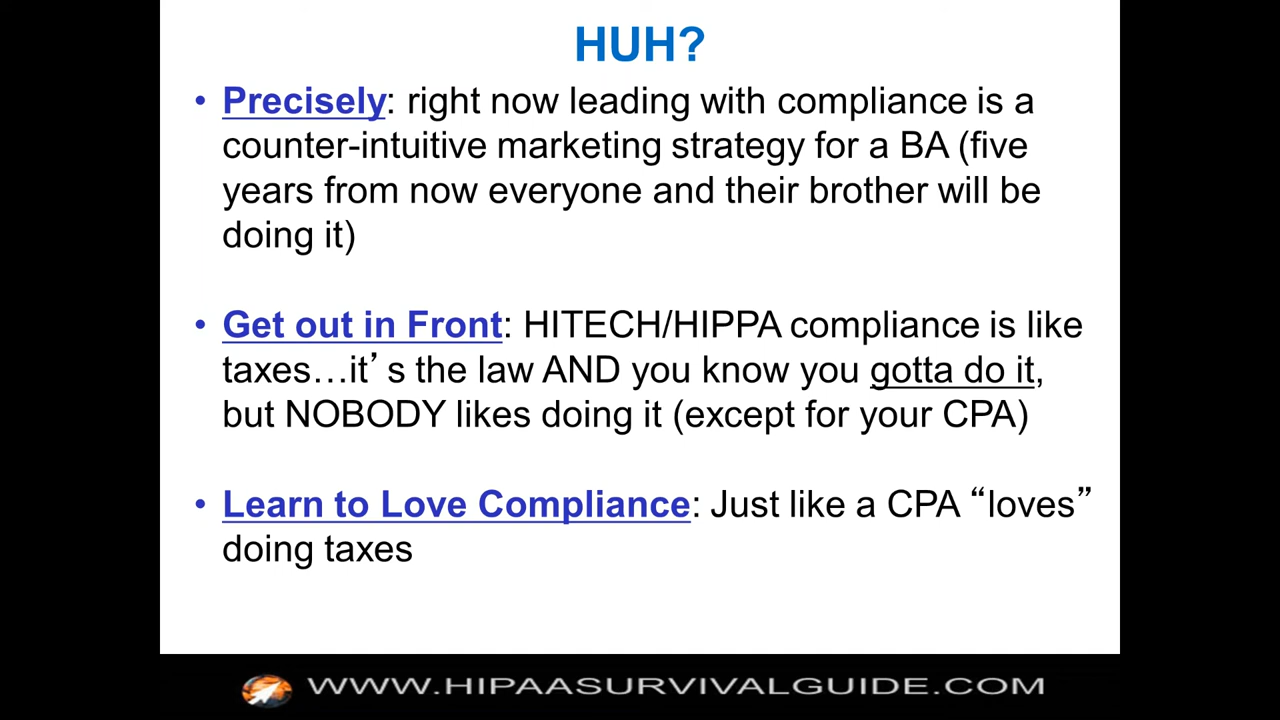 HUH?
• Precisely: right now leading with compliance is a
counter-intuitive marketing strategy for a BA (five
years from now everyone and their brother will be
doing it)
• Get out in Front: HITECH/HIPPA compliance is like
taxes…it’s the law AND you know you gotta do it,
but NOBODY likes doing it (except for your CPA)
• Learn to Love Compliance: Just like a CPA “loves”
doing taxes
WWW.HIPAASURVIVALGUIDE.COM